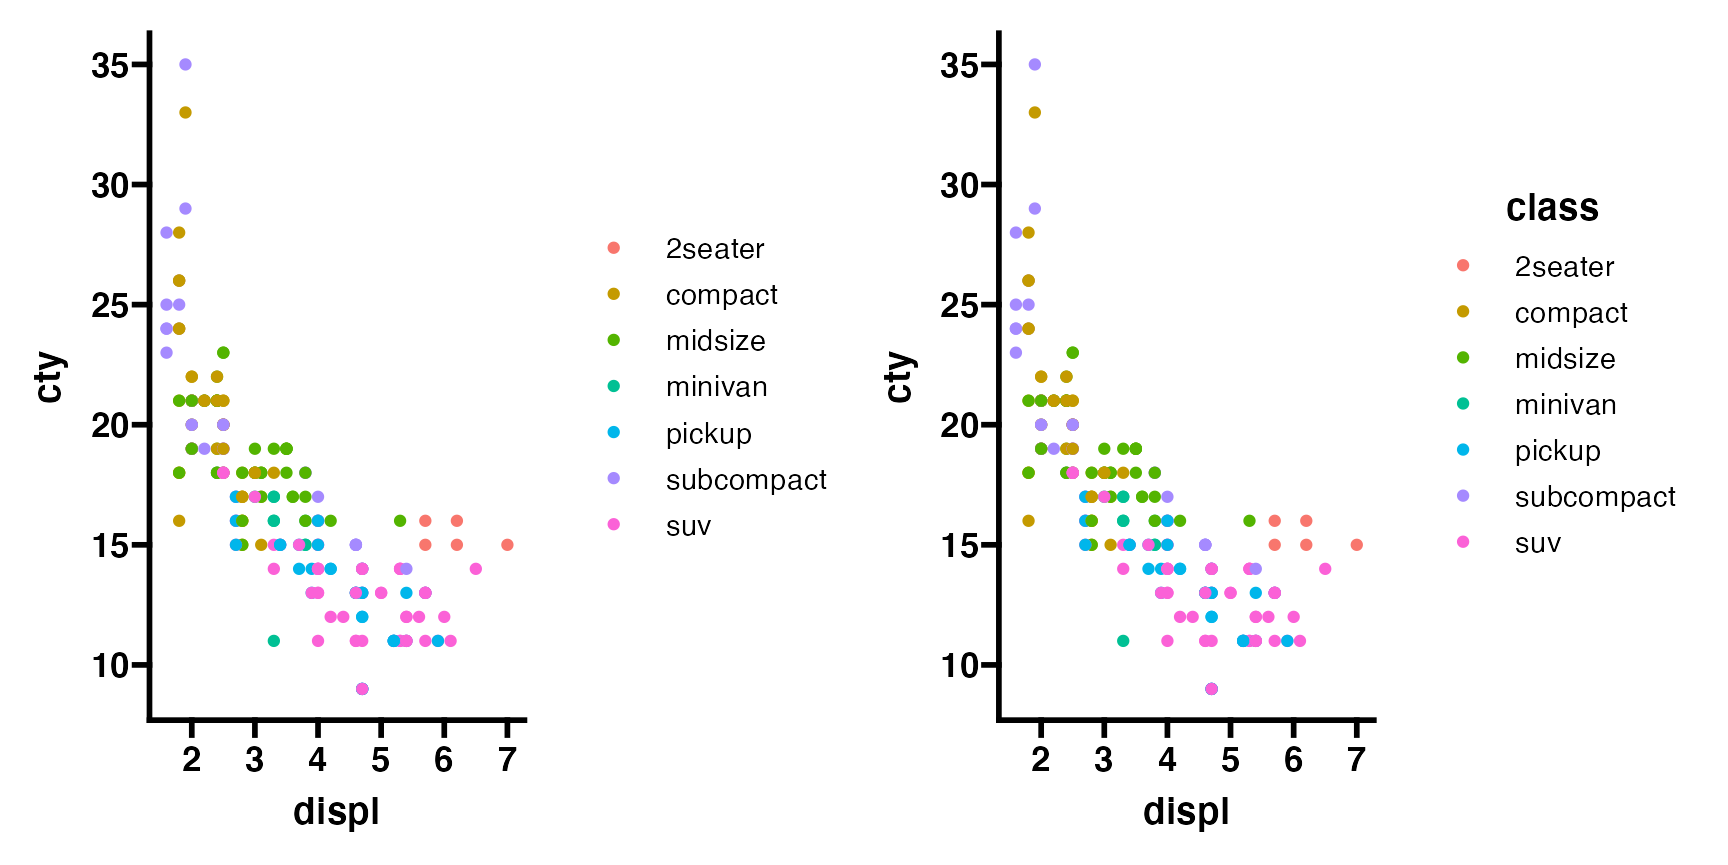 cty
35
30
25
20
15
10
2 3 4 5 6 7
displ
2seater
compact
midsize
minivan
pickup
subcompact
suv
cty
35
30
25
20
15
10
2 3 4 5 6 7
displ
class
2seater
compact
midsize
minivan
pickup
subcompact
suv